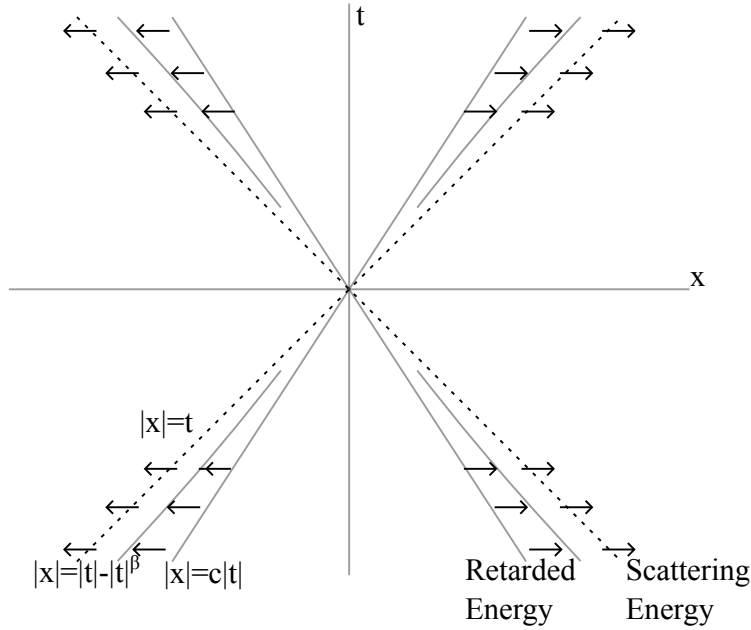 t
x
|x|=t
|x|=|t|-|t|^β
|x|=c|t|
Retarded
Energy
Scattering
Energy